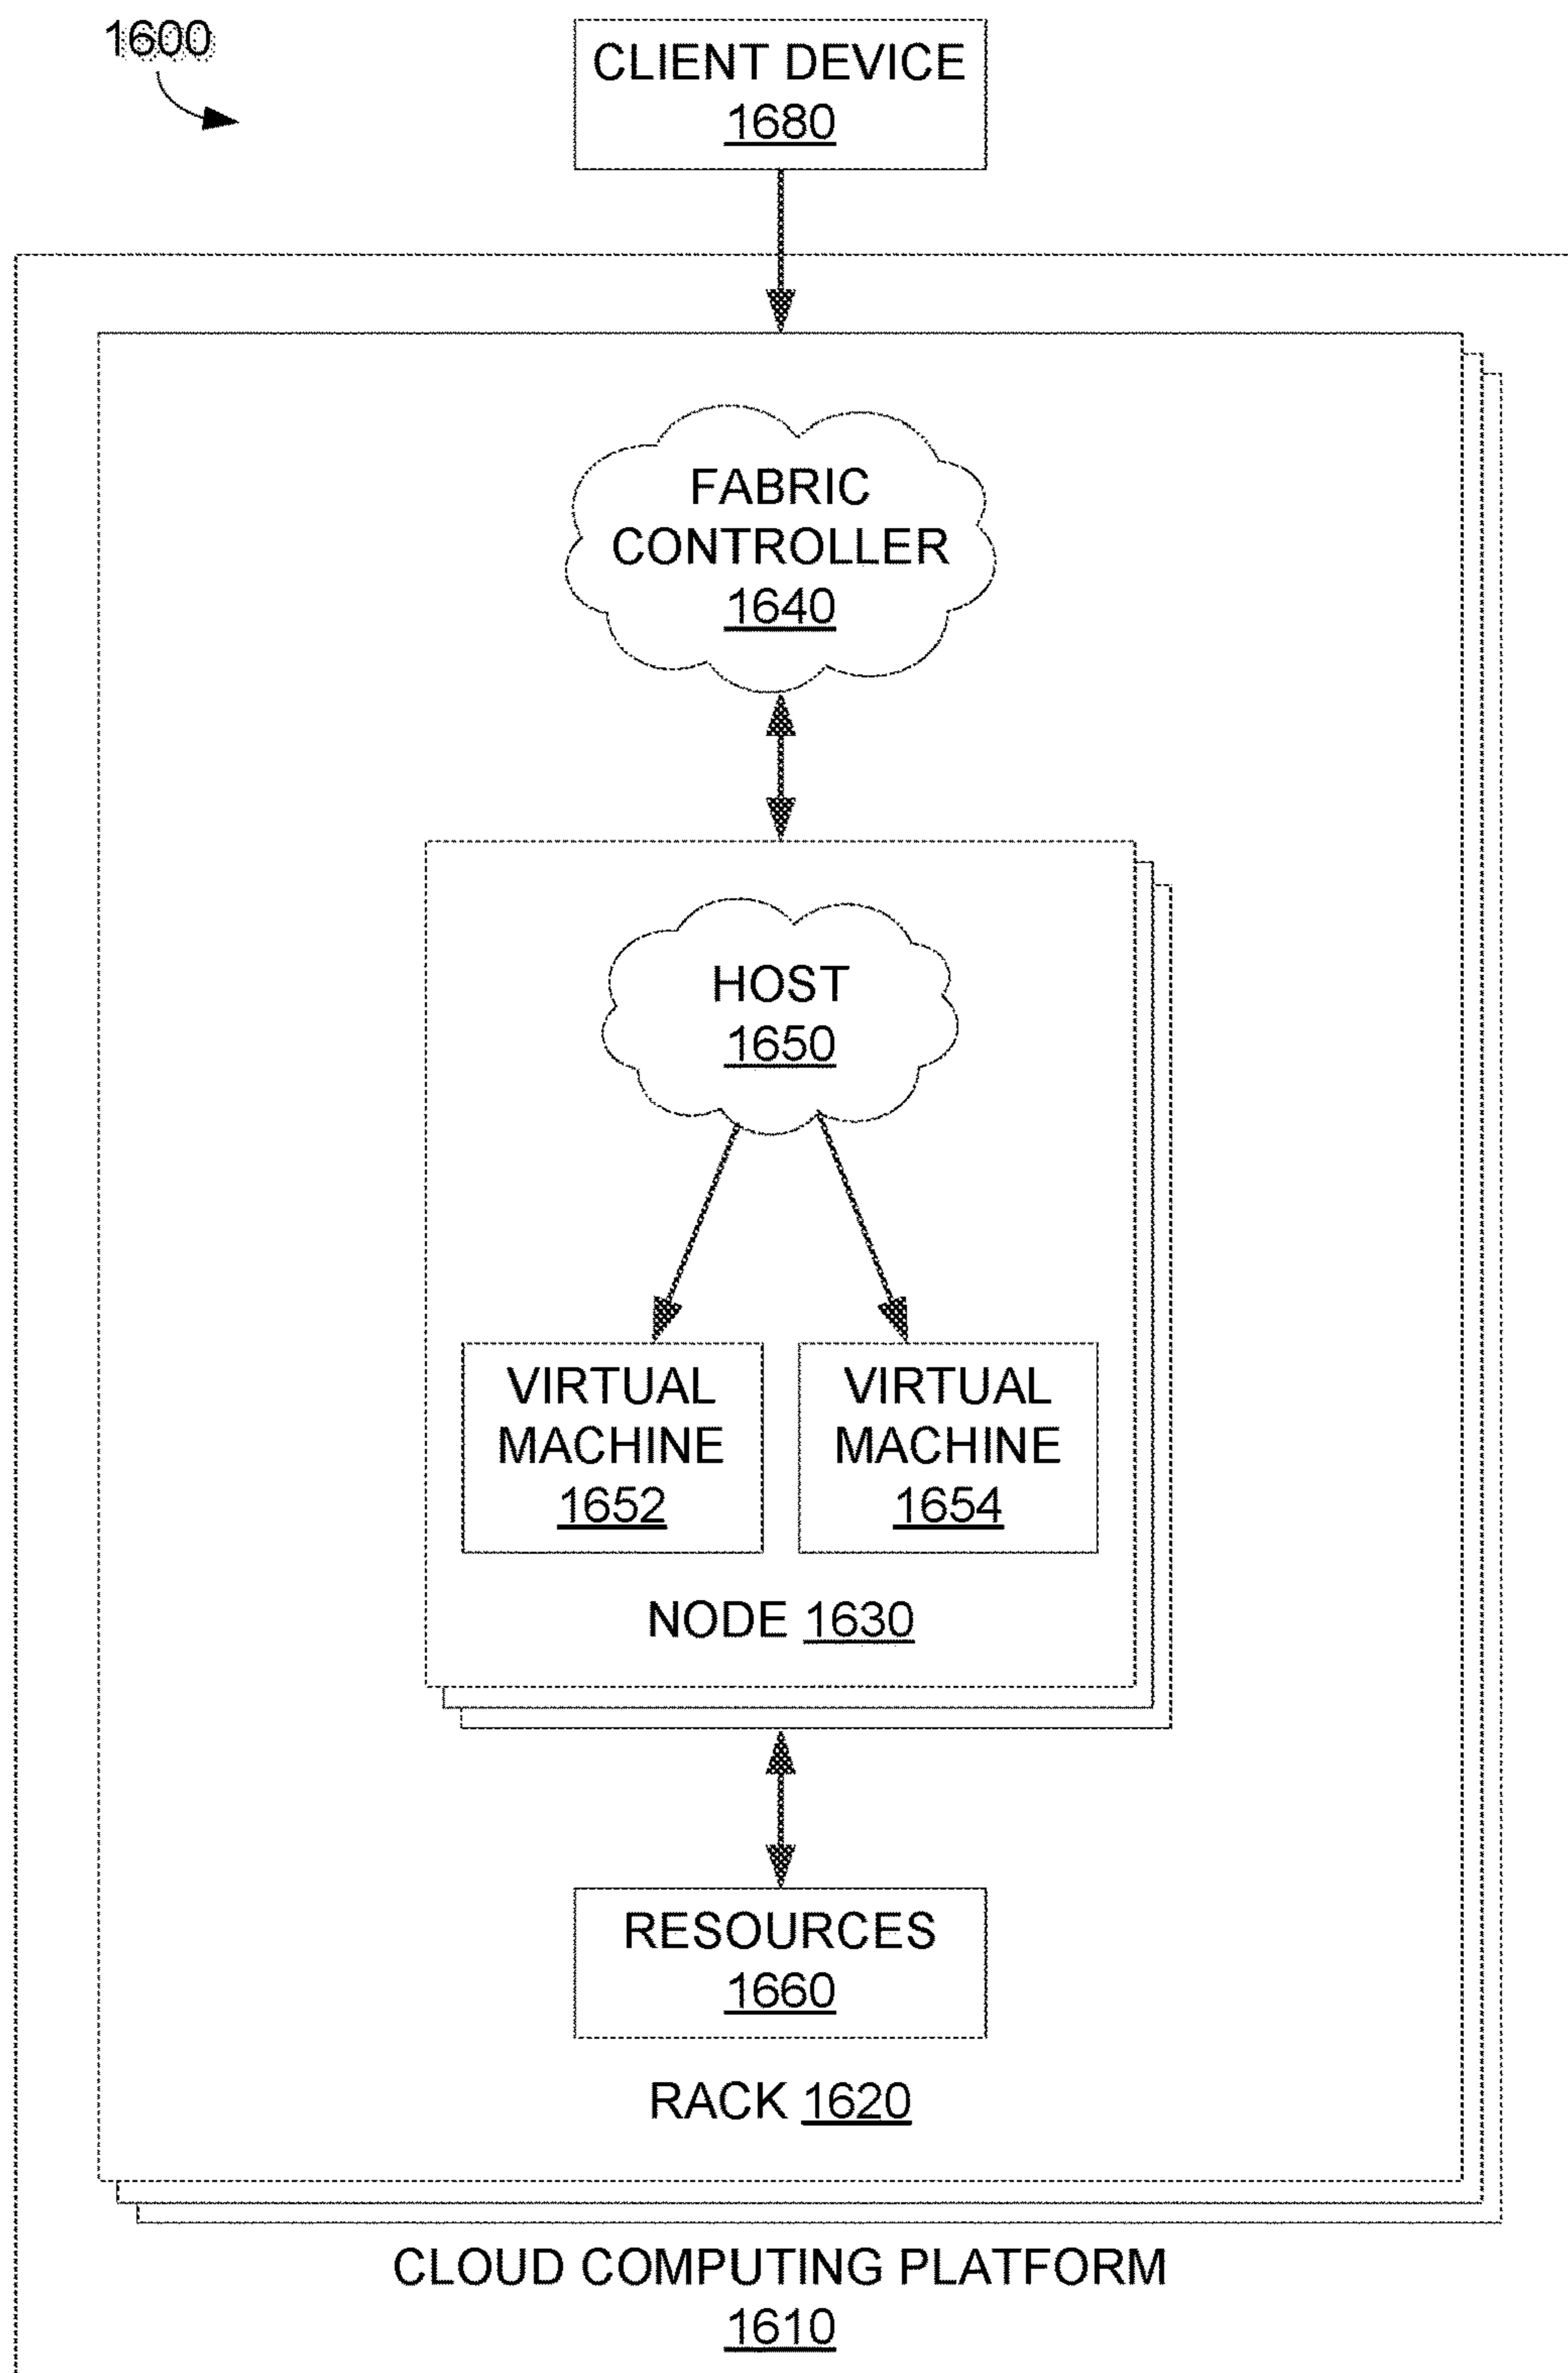 1600
CLIENT DEVICE
1680
FABRIC
CONTROLLER
1640
HOST
1650
VIRTUAL
MACHINE
1652
VIRTUAL
MACHINE
1654
NODE 1630
RESOURCES
1660
RACK 1620
CLOUD COMPUTING PLATFORM
1610